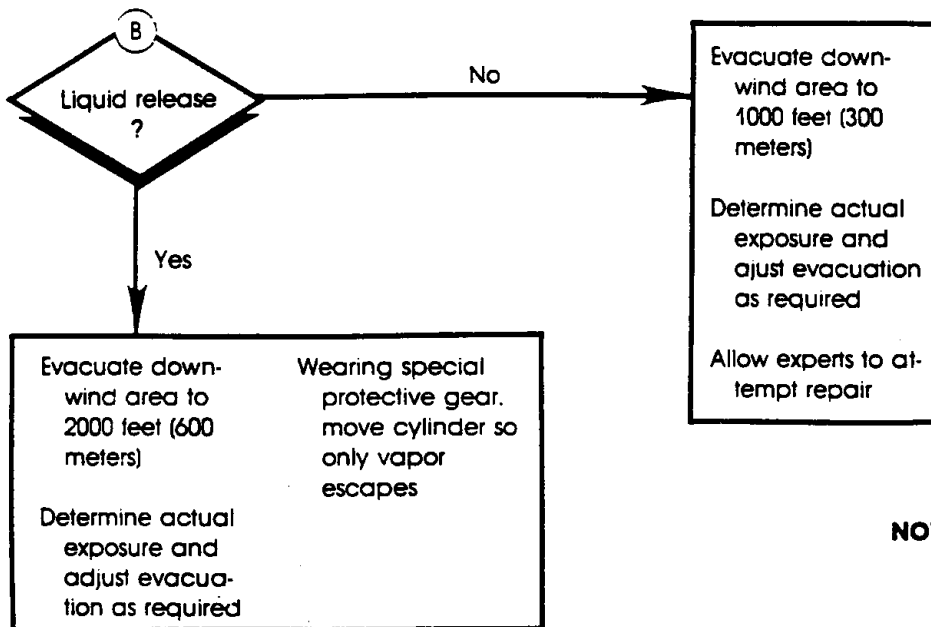 B
Liquid release
?
No
Yes
Evacuate down-
wind area to
1000 feet (300
meters)
Determine actual
exposure and
ajust evacuation
as required
Allow experts to at-
tempt repair
Evacuate down-
wind area to
2000 feet (600
meters)
Determine actual
exposure and
adjust evacua-
tion as required
Wearing special
protective gear.
move cylinder so
only vapor
escapes
NO